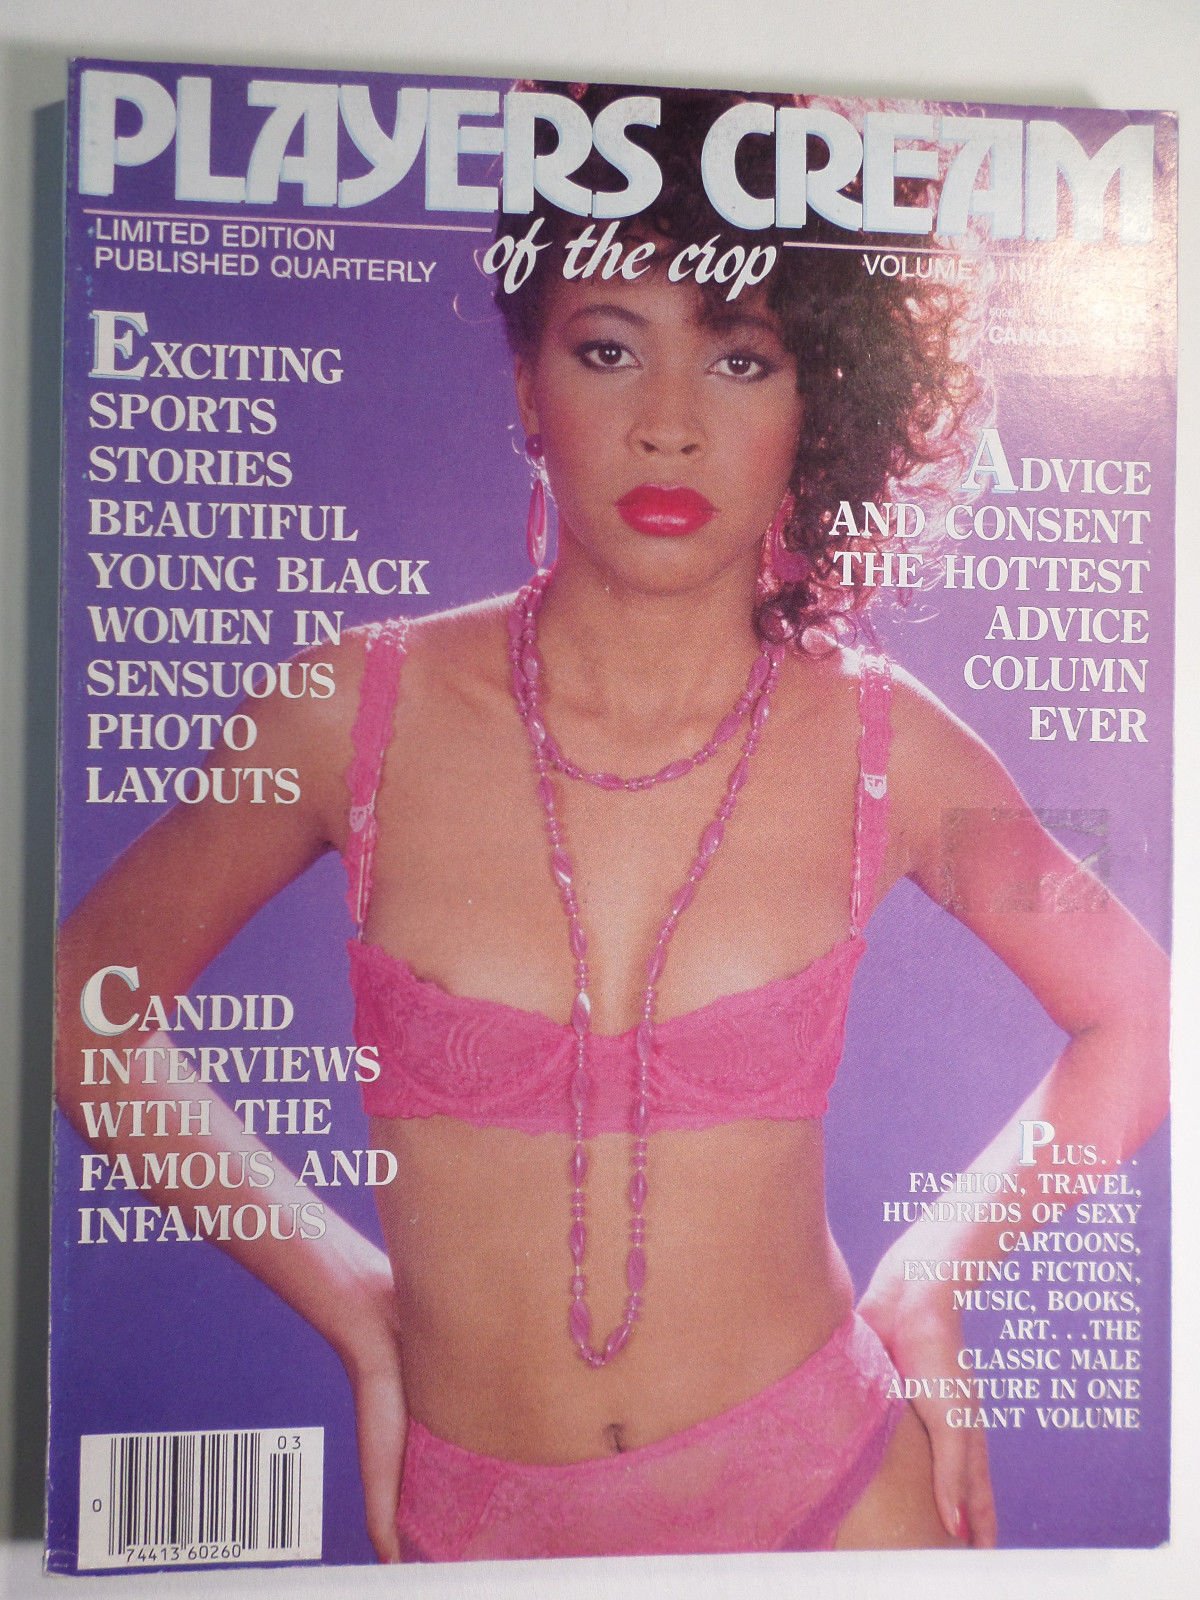 PLAYERS CREAM
of the crop
LIMITED EDITION
PUBLISHED QUARTERLY
VOLUME
CANADA
EXCITING
SPORTS
STORIES
BEAUTIFUL
YOUNG BLACK
WOMEN IN
SENSUOUS
PHOTO
LAYOUTS
ADVICE
AND CONSENT
THE HOTTEST
ADVICE
COLUMN
EVER
CANDID
INTERVIEWS
WITH THE
FAMOUS AND
INFAMOUS
PLUS...
FASHION, TRAVEL,
HUNDREDS OF SEXY
CARTOONS,
EXCITING FICTION,
MUSIC, BOOKS,
ART...THE
CLASSIC MALE
ADVENTURE IN ONE
GIANT VOLUME
03
0
74413 60260